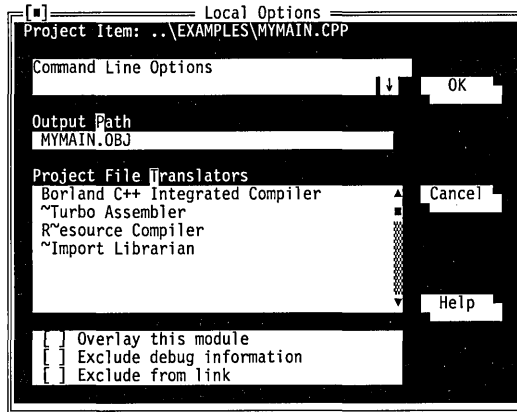 [■] Local Options
Project Item: ..\EXAMPLES\MYMAIN.CPP
Command Line Options
↓ OK
Output Path
MYMAIN.OBJ
Project File Translators
Borland C++ Integrated Compiler
Cancel
~Turbo Assembler
R~esource Compiler
~Import Librarian
Help
[ ] Overlay this module
[ ] Exclude debug information
[ ] Exclude from link